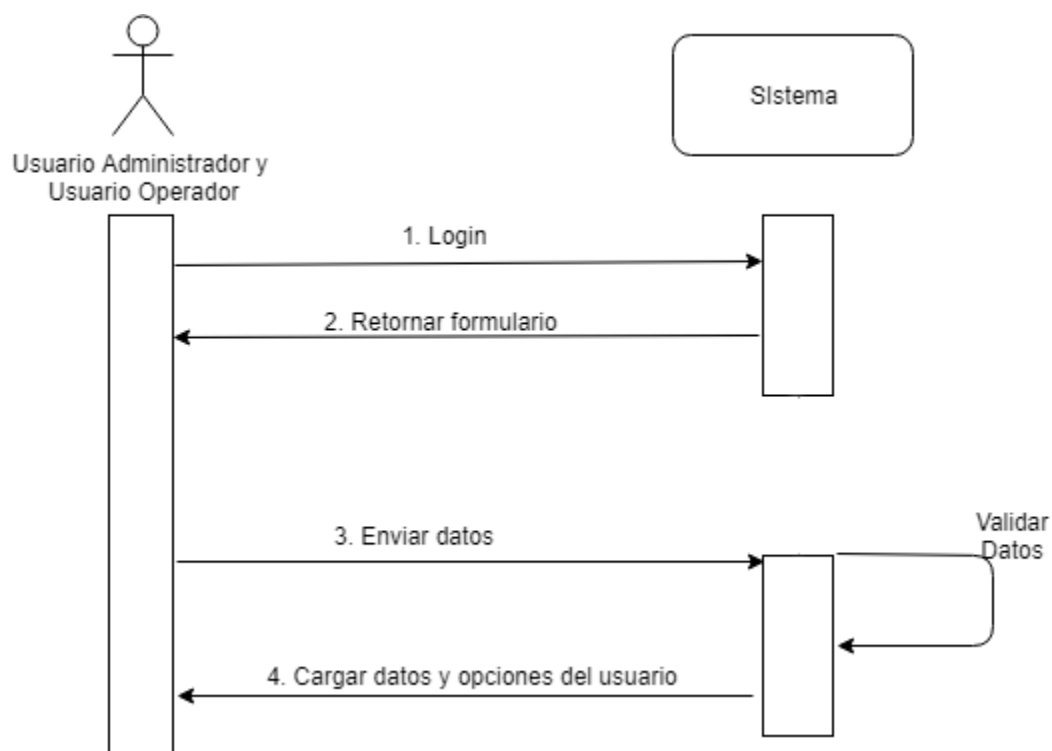 SIstema
Usuario Administrador y
Usuario Operador
1. Login
2. Retornar formulario
3. Enviar datos
Validar
Datos
4. Cargar datos y opciones del usuario